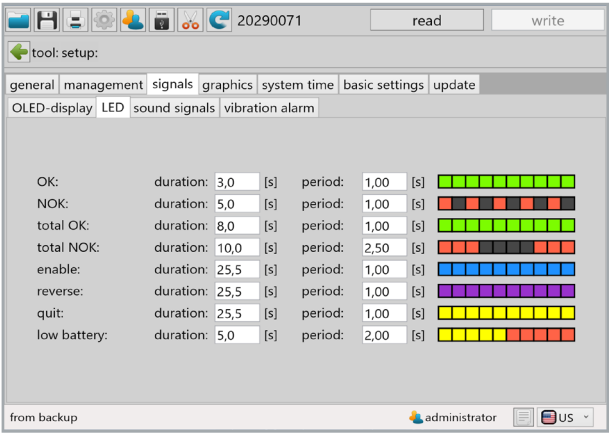 20290071 read write
tool: setup:
general management signals graphics system time basic settings update
OLED-display LED sound signals vibration alarm
OK: duration: 3,0 [s] period: 1,00 [s]
NOK: duration: 5,0 [s] period: 1,00 [s]
total OK: duration: 8,0 [s] period: 1,00 [s]
total NOK: duration: 10,0 [s] period: 2,50 [s]
enable: duration: 25,5 [s] period: 1,00 [s]
reverse: duration: 25,5 [s] period: 1,00 [s]
quit: duration: 25,5 [s] period: 1,00 [s]
low battery: duration: 5,0 [s] period: 2,00 [s]
from backup administrator US